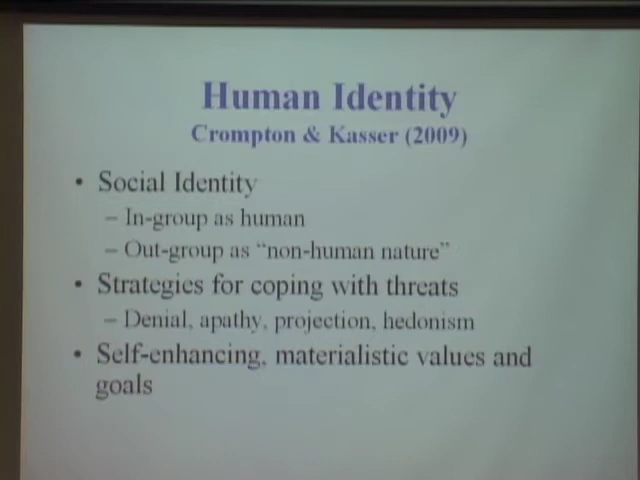 Human Identity
Crompton & Kasser (2009)
• Social Identity
– In-group as human
– Out-group as "non-human nature"
• Strategies for coping with threats
– Denial, apathy, projection, hedonism
• Self-enhancing, materialistic values and
goals